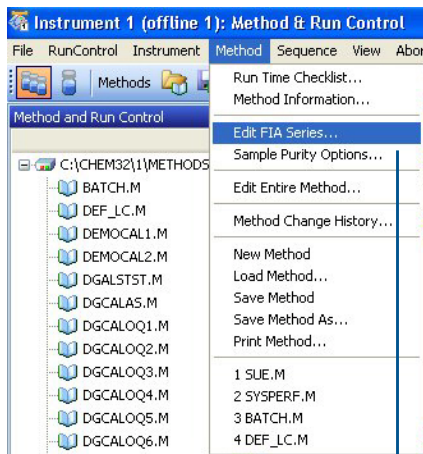 Instrument 1 (offline 1): Method & Run Control
File RunControl Instrument Method Sequence View Abor
Methods
Method and Run Control
C:\CHEM32\1\METHODS
BATCH.M
DEF_LC.M
DEMOCAL1.M
DEMOCAL2.M
DGALSTST.M
DGCALAS.M
DGCALOQ1.M
DGCALOQ2.M
DGCALOQ3.M
DGCALOQ4.M
DGCALOQ5.M
DGCALOQ6.M
Run Time Checklist...
Method Information...
Edit FIA Series...
Sample Purity Options...
Edit Entire Method...
Method Change History...
New Method
Load Method...
Save Method
Save Method As...
Print Method...
1 SUE.M
2 SYSPERF.M
3 BATCH.M
4 DEF_LC.M